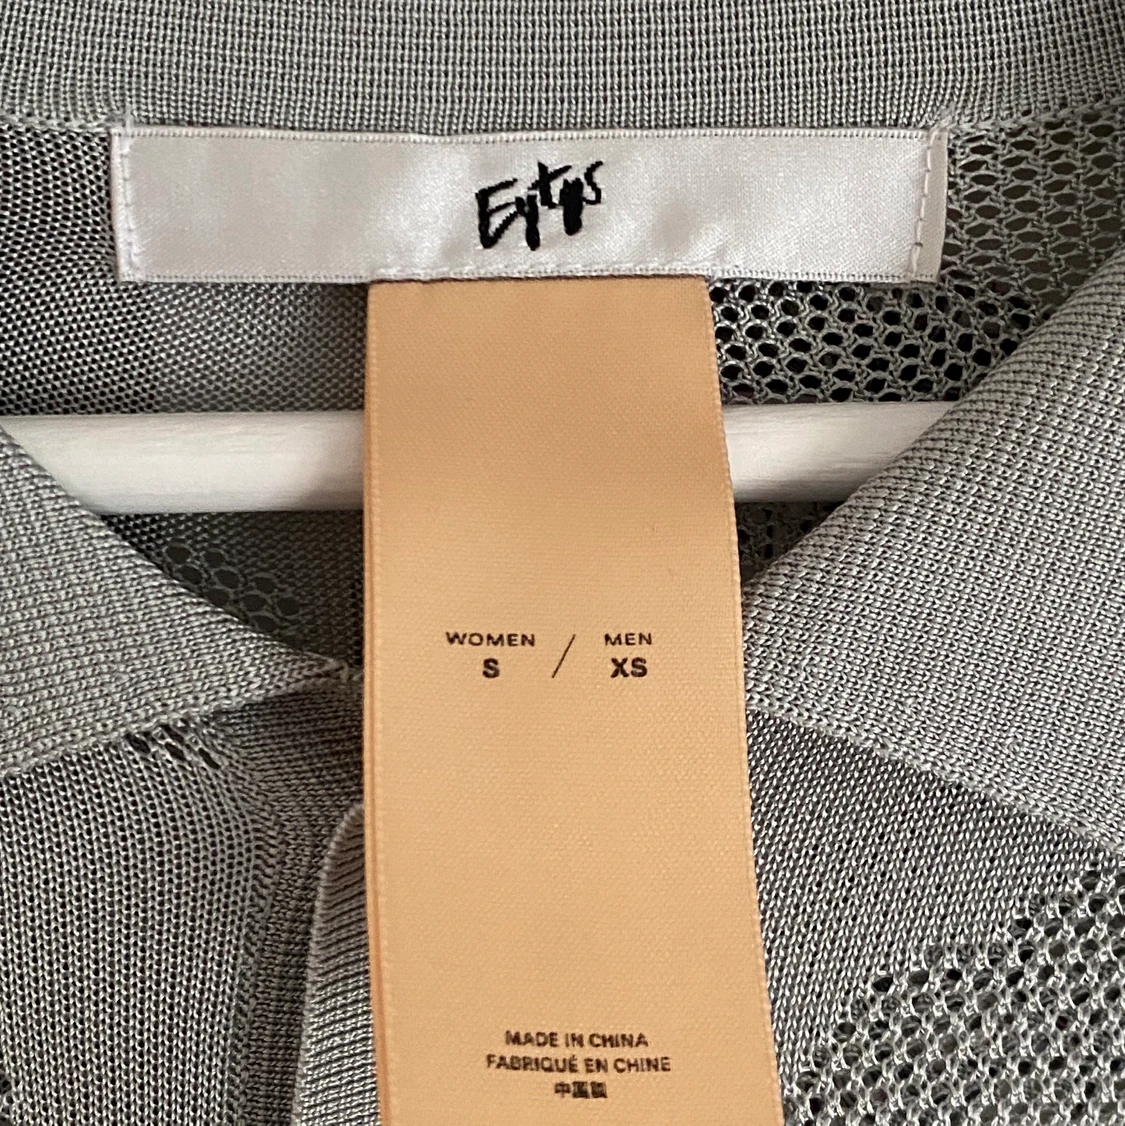 Eytys
WOMEN / MEN
S XS
MADE IN CHINA
FABRIQUÉ EN CHINE
中國製